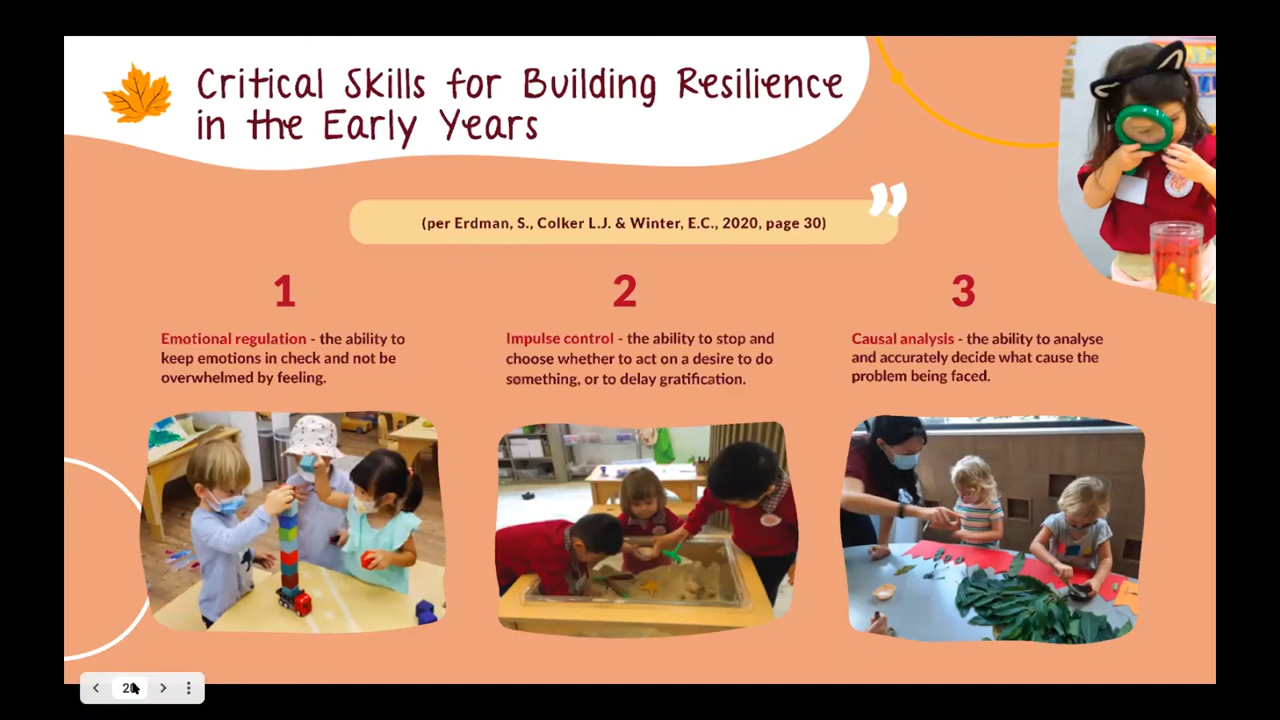 Critical Skills for Building Resilience
in the Early Years
(per Erdman, S., Colker L.J. & Winter, E.C., 2020, page 30)
1
Emotional regulation - the ability to
keep emotions in check and not be
overwhelmed by feeling.
2
Impulse control - the ability to stop and
choose whether to act on a desire to do
something, or to delay gratification.
3
Causal analysis - the ability to analyse
and accurately decide what cause the
problem being faced.